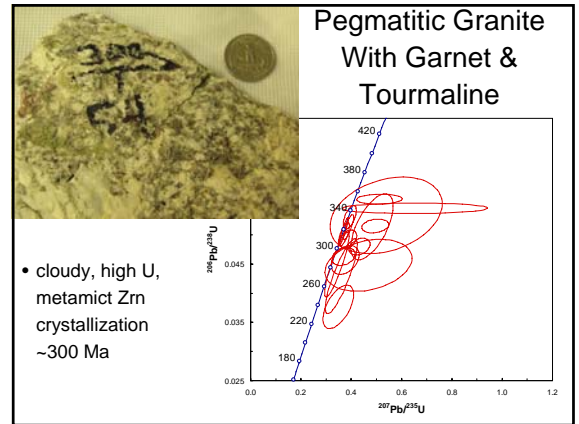 Pegmatitic Granite
With Garnet &
Tourmaline
300
• cloudy, high U,
metamict Zrn
crystallization
~300 Ma
420
380
340
300
260
220
180
0.045
0.035
0.025
0.0
0.2
0.4
0.6
0.8
1.0
1.2
²⁰⁶Pb/²³⁸U
²⁰⁷Pb/²³⁵U